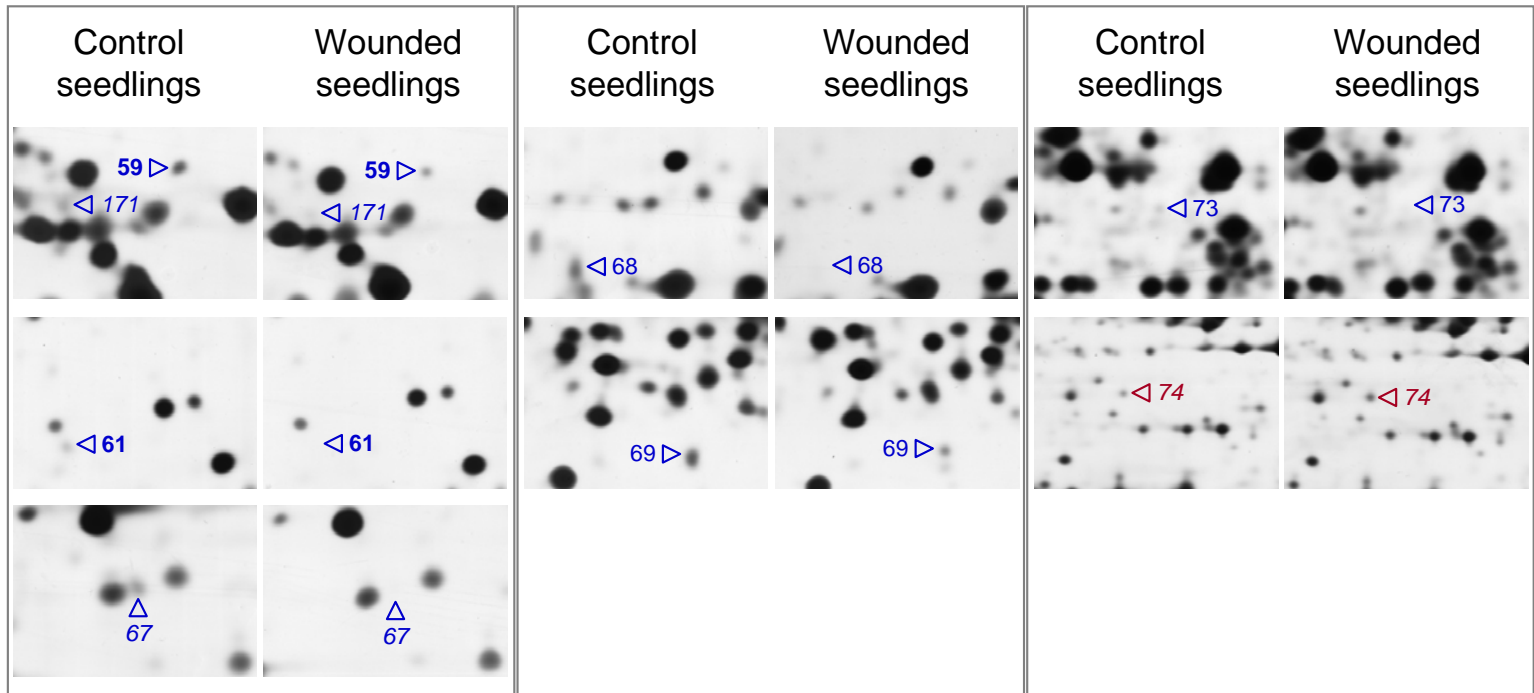 Control
seedlings
Wounded
seedlings
59
171
59
171
61
61
67
67
Control
seedlings
Wounded
seedlings
68
68
69
69
Control
seedlings
Wounded
seedlings
73
73
74
74